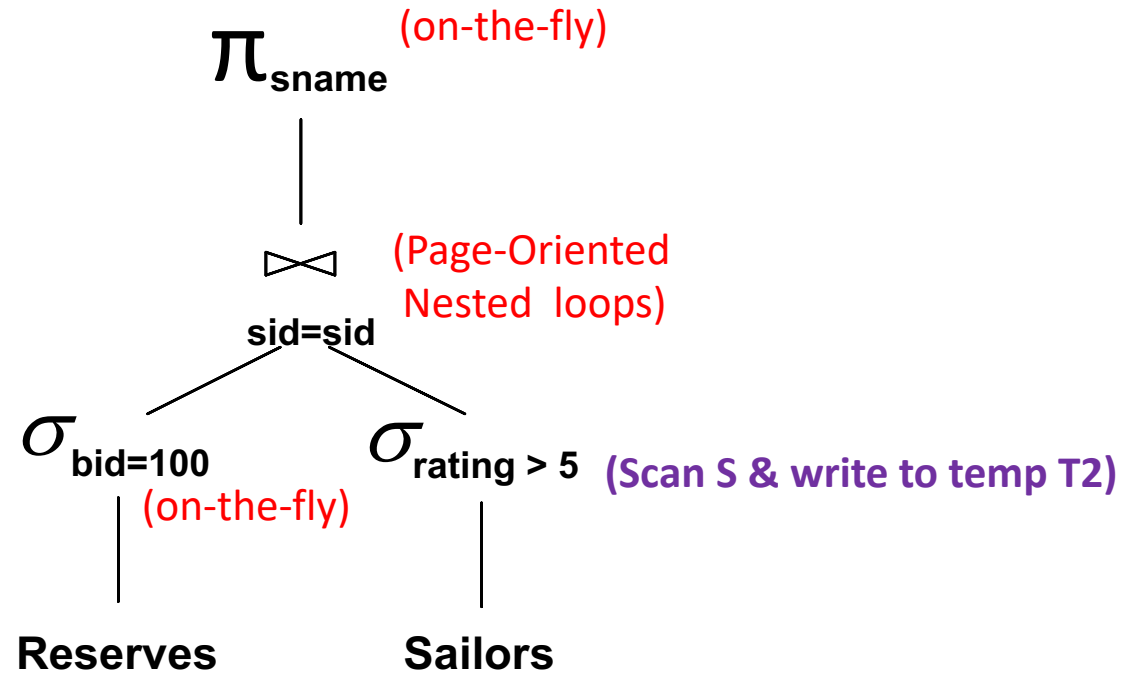 π sname (on-the-fly)
⋈ (Page-Oriented
Nested loops)
sid=sid
σ bid=100
(on-the-fly)
σ rating > 5 (Scan S & write to temp T2)
Reserves
Sailors